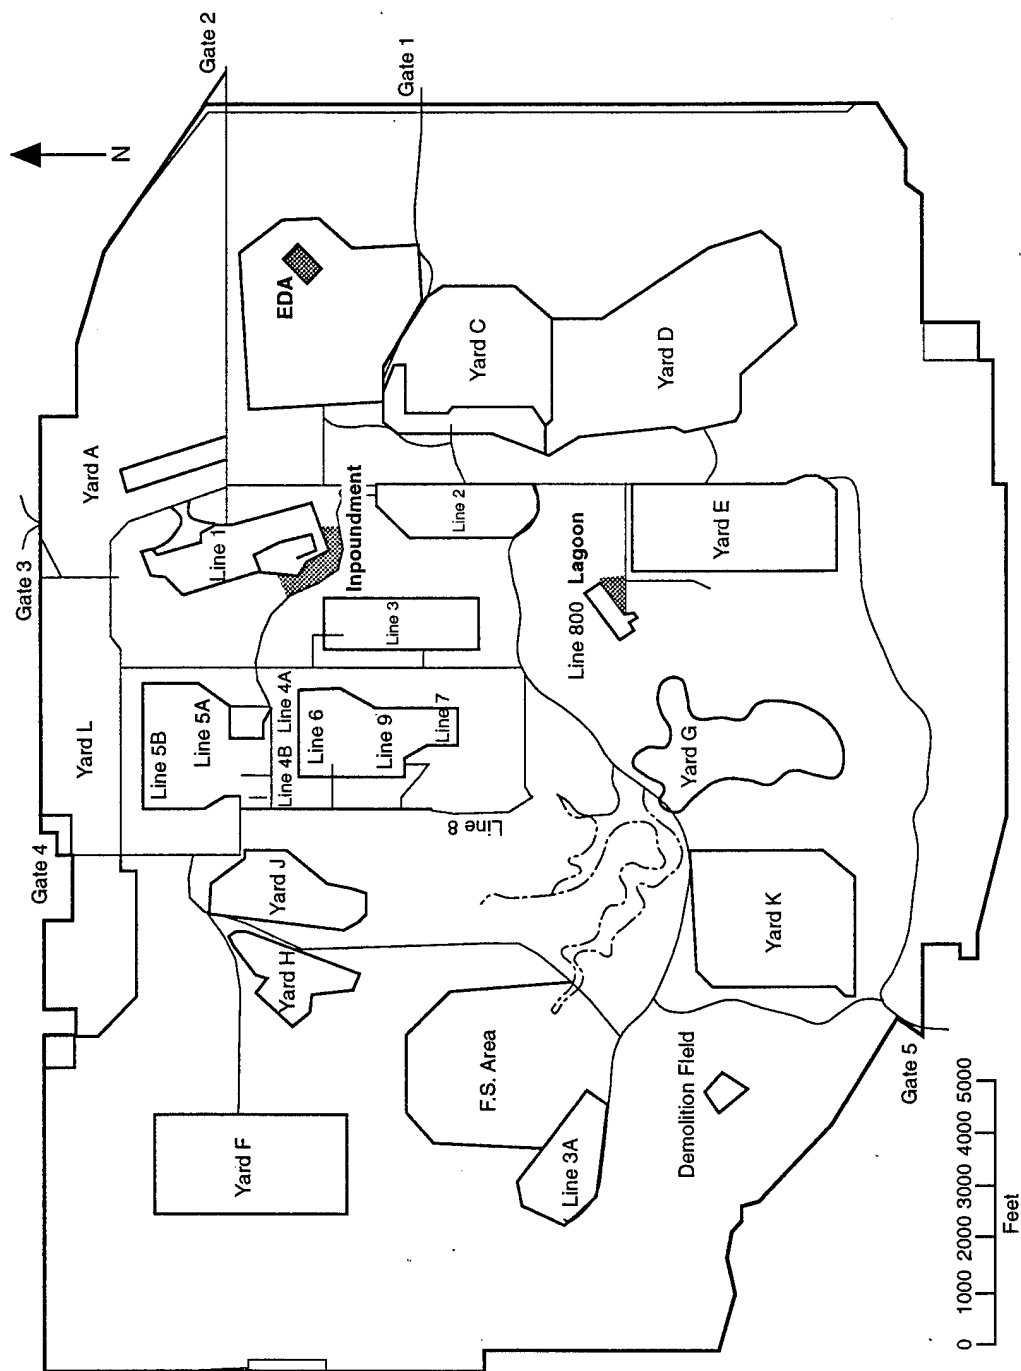 Gate 2
Gate 1
N
EDA
Yard C
Yard D
Yard A
Gate 3
Line 1
Inpoundment
Line 2
Line 3
Lagoon
Line 800
Yard E
Yard L
Line 5B
Line 5A
Line 4B
Line 4A
Line 6
Line 9
Line 7
Line 8
Yard G
Gate 4
Yard J
Yard H
Yard K
F.S. Area
Yard F
Line 3A
Demolition Field
Gate 5
0 1000 2000 3000 4000 5000
Feet